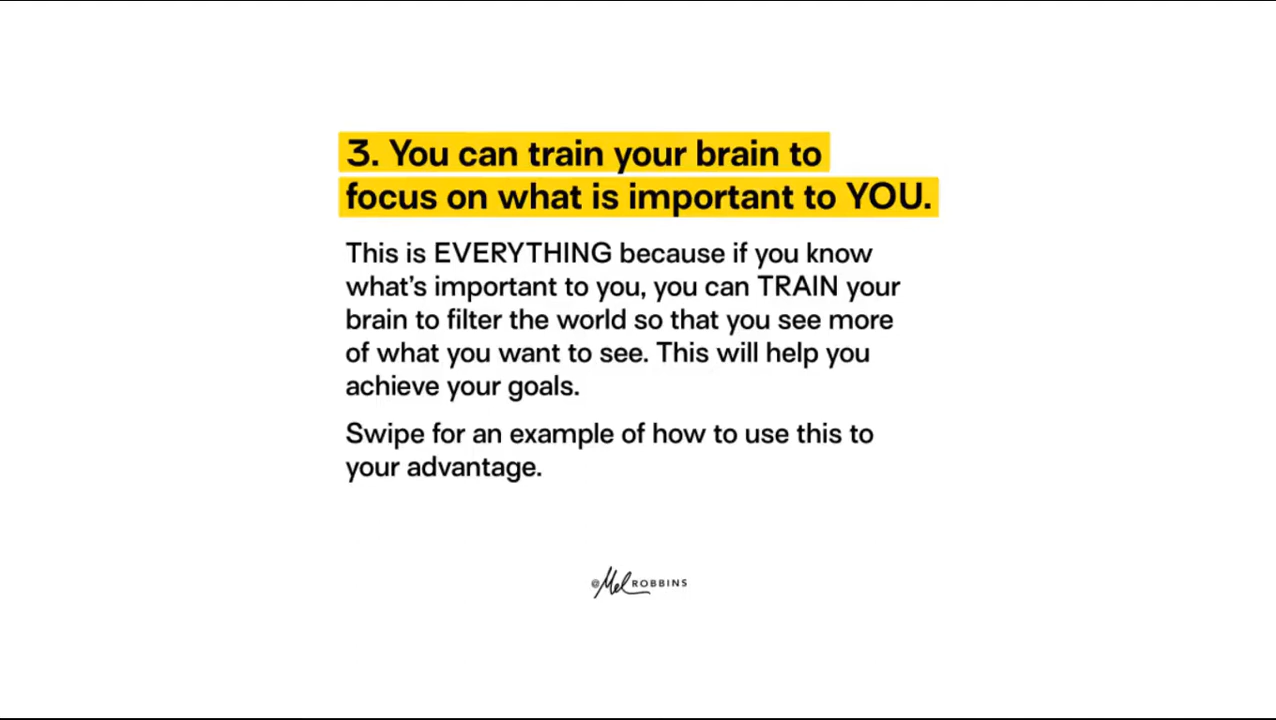 3. You can train your brain to
focus on what is important to YOU.
This is EVERYTHING because if you know
what's important to you, you can TRAIN your
brain to filter the world so that you see more
of what you want to see. This will help you
achieve your goals.
Swipe for an example of how to use this to
your advantage.
@Mel ROBBINS